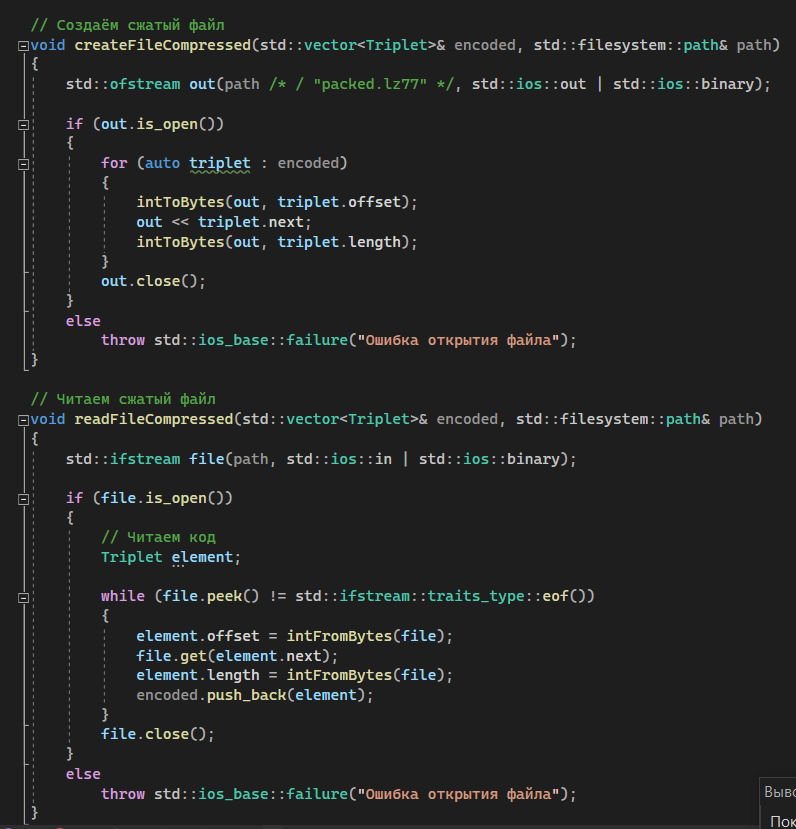 // Создаём сжатый файл
void createFileCompressed(std::vector<Triplet>& encoded, std::filesystem::path& path)
{
    std::ofstream out(path /* / "packed.lz77" */, std::ios::out | std::ios::binary);

    if (out.is_open())
    {
        for (auto triplet : encoded)
        {
            intToBytes(out, triplet.offset);
            out << triplet.next;
            intToBytes(out, triplet.length);
        }
        out.close();
    }
    else
        throw std::ios_base::failure("Ошибка открытия файла");
}

// Читаем сжатый файл
void readFileCompressed(std::vector<Triplet>& encoded, std::filesystem::path& path)
{
    std::ifstream file(path, std::ios::in | std::ios::binary);

    if (file.is_open())
    {
        // Читаем код
        Triplet element;

        while (file.peek() != std::ifstream::traits_type::eof())
        {
            element.offset = intFromBytes(file);
            file.get(element.next);
            element.length = intFromBytes(file);
            encoded.push_back(element);
        }
        file.close();
    }
    else
        throw std::ios_base::failure("Ошибка открытия файла");
}